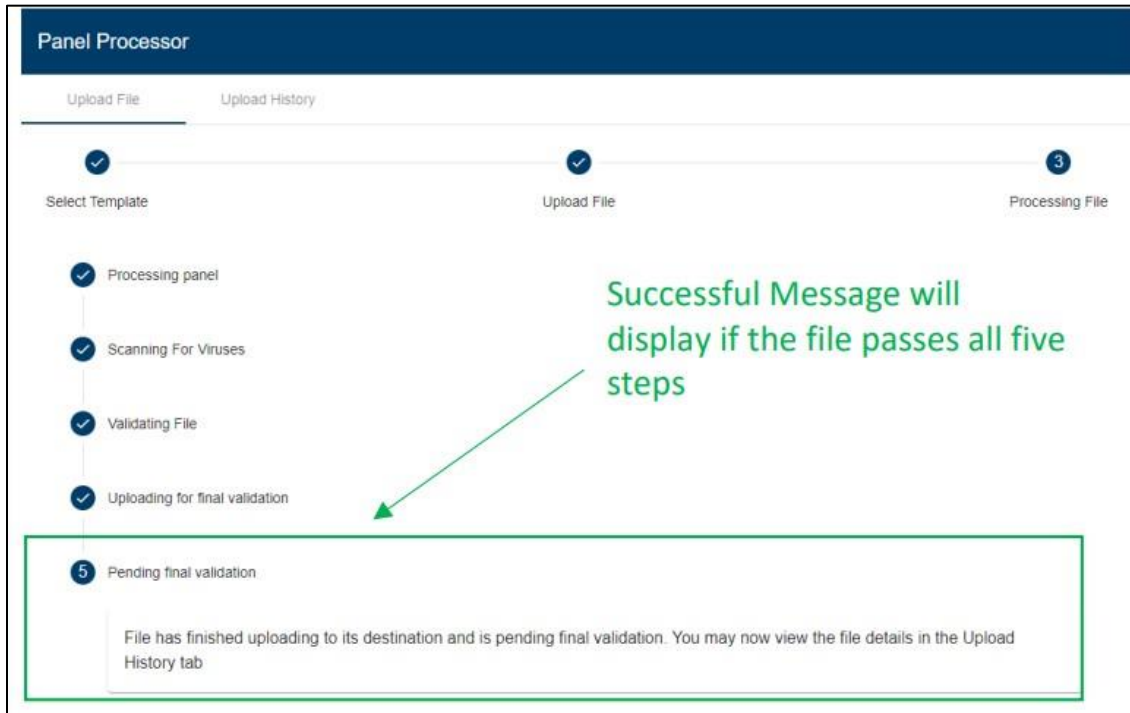 Panel Processor
Upload File Upload History
3
Select Template Upload File Processing File
Processing panel
Successful Message will
display if the file passes all five
steps
Scanning For Viruses
Validating File
Uploading for final validation
5 Pending final validation
File has finished uploading to its destination and is pending final validation. You may now view the file details in the Upload
History tab